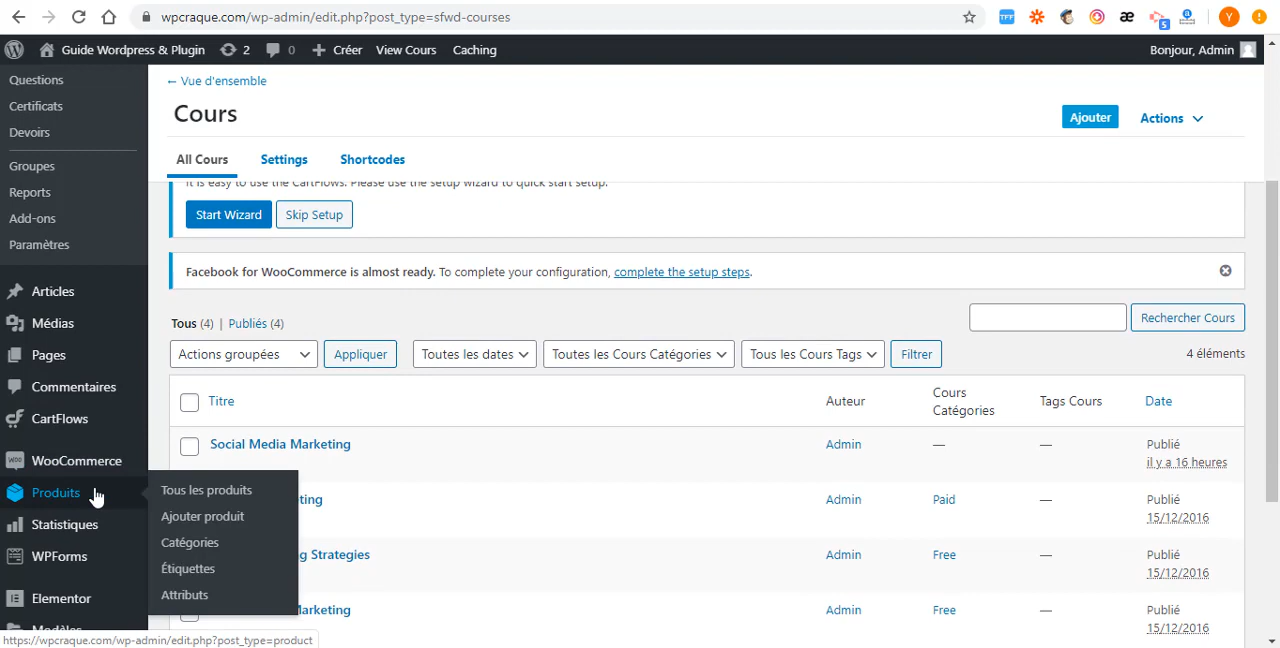 wpcraque.com/wp-admin/edit.php?post_type=sfwd-courses
TFF
æ
5
Y
Guide Wordpress & Plugin
2
0
Créer
View Cours
Caching
Bonjour, Admin
Questions
Certificats
Devoirs
Groupes
Reports
Add-ons
Paramètres
Articles
Médias
Pages
Commentaires
CartFlows
WooCommerce
Produits
Statistiques
WPForms
Elementor
Modèles
Tous les produits
Ajouter produit
Catégories
Étiquettes
Attributs
← Vue d'ensemble
Cours
Ajouter
Actions
All Cours
Settings
Shortcodes
It is easy to use the CartFlows. Please use the setup wizard to quick start setup.
Start Wizard
Skip Setup
Facebook for WooCommerce is almost ready. To complete your configuration, complete the setup steps.
Tous (4) | Publiés (4)
Rechercher Cours
Actions groupées
Appliquer
Toutes les dates
Toutes les Cours Catégories
Tous les Cours Tags
Filtrer
4 éléments
Titre
Auteur
Cours
Catégories
Tags Cours
Date
Social Media Marketing
Admin
—
—
Publié
il y a 16 heures
eting
Admin
Paid
—
Publié
15/12/2016
g Strategies
Admin
Free
—
Publié
15/12/2016
Marketing
Admin
Free
—
Publié
15/12/2016
https://wpcraque.com/wp-admin/edit.php?post_type=product